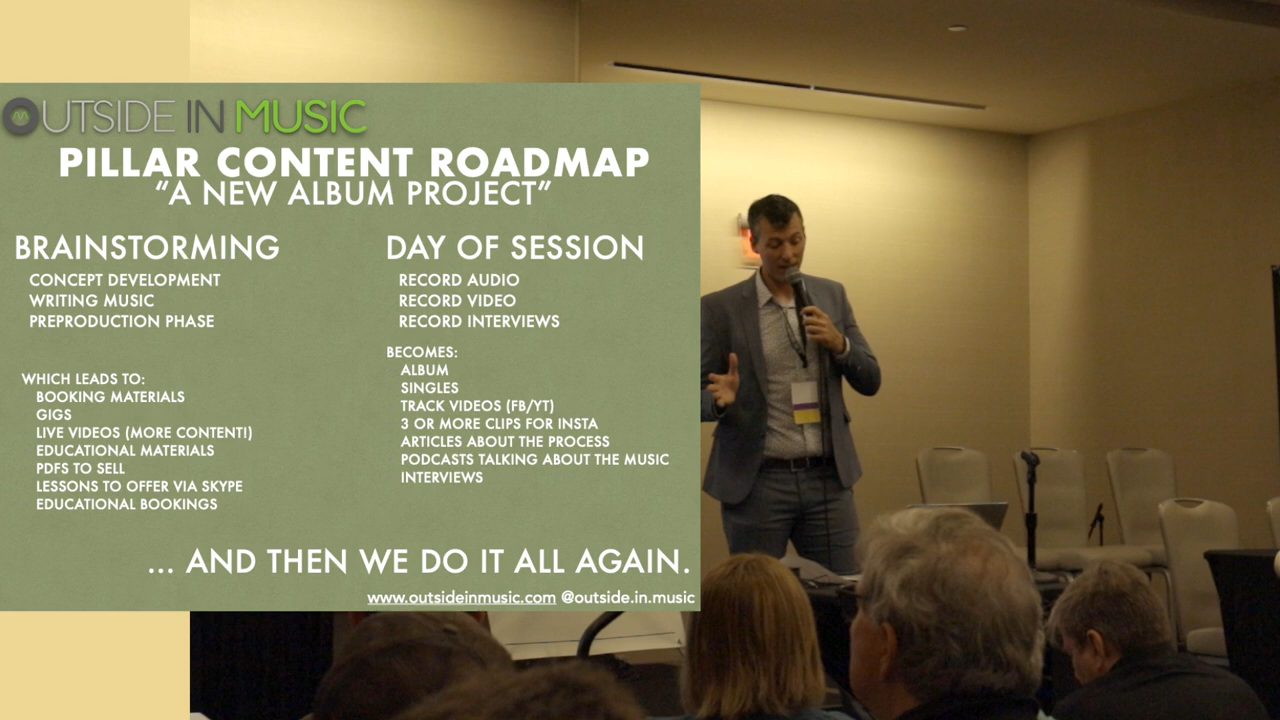 OUTSIDE IN MUSIC
PILLAR CONTENT ROADMAP
“A NEW ALBUM PROJECT”
BRAINSTORMING
CONCEPT DEVELOPMENT
WRITING MUSIC
PREPRODUCTION PHASE
WHICH LEADS TO:
BOOKING MATERIALS
GIGS
LIVE VIDEOS (MORE CONTENT!)
EDUCATIONAL MATERIALS
PDFS TO SELL
LESSONS TO OFFER VIA SKYPE
EDUCATIONAL BOOKINGS
DAY OF SESSION
RECORD AUDIO
RECORD VIDEO
RECORD INTERVIEWS
BECOMES:
ALBUM
SINGLES
TRACK VIDEOS (FB/YT)
3 OR MORE CLIPS FOR INSTA
ARTICLES ABOUT THE PROCESS
PODCASTS TALKING ABOUT THE MUSIC
INTERVIEWS
... AND THEN WE DO IT ALL AGAIN.
www.outsideinmusic.com @outside.in.music